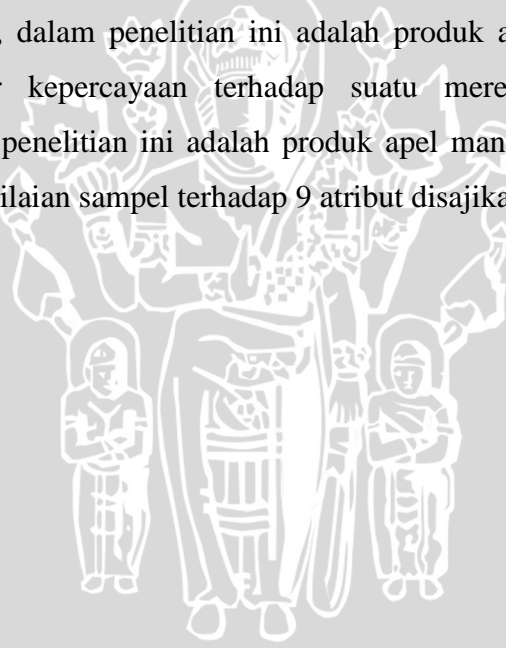 , dalam penelitian ini adalah produk a
kepercayaan terhadap suatu mere
penelitian ini adalah produk apel man
ilaian sampel terhadap 9 atribut disajika